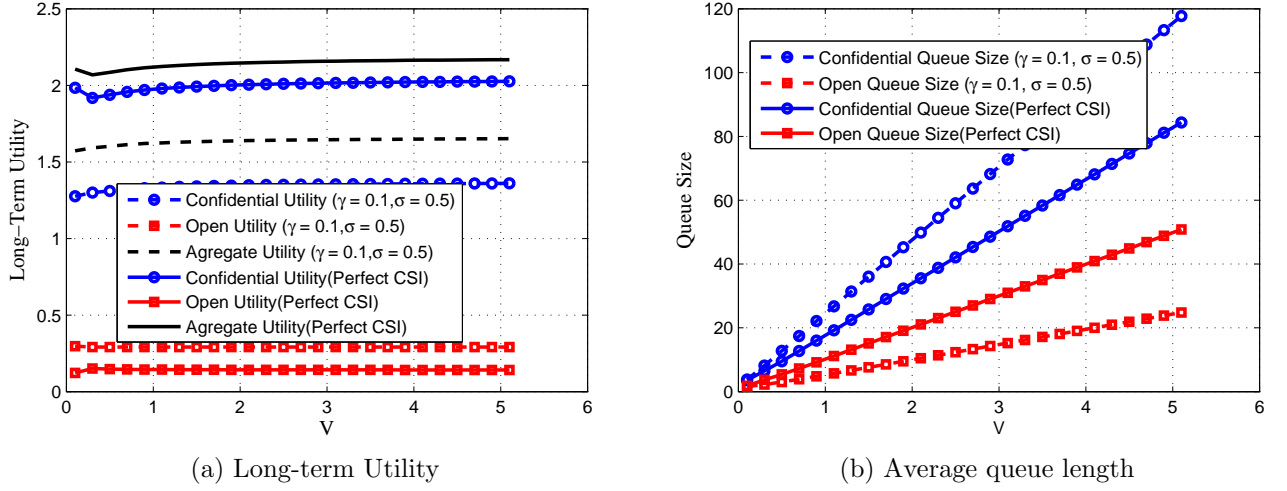 2.5
2
1.5
1
0.5
0
Long−Term Utility
Confidential Utility (γ = 0.1,σ = 0.5)
Open Utility (γ = 0.1,σ = 0.5)
Agregate Utility (γ = 0.1,σ = 0.5)
Confidential Utility(Perfect CSI)
Open Utility(Perfect CSI)
Agregate Utility(Perfect CSI)
0 1 2 3 4 5 6
V
(a) Long-term Utility
120
100
80
60
40
20
0
Queue Size
Confidential Queue Size (γ = 0.1, σ = 0.5)
Open Queue Size (γ = 0.1, σ = 0.5)
Confidential Queue Size(Perfect CSI)
Open Queue Size(Perfect CSI)
0 1 2 3 4 5 6
V
(b) Average queue length